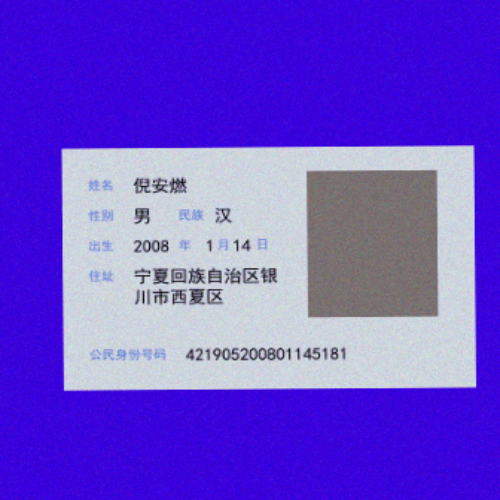 姓名 倪安燃
性别 男 民族 汉
出生 2008 年 1 月 14 日
住址 宁夏回族自治区银
川市西夏区
公民身份号码 421905200801145181